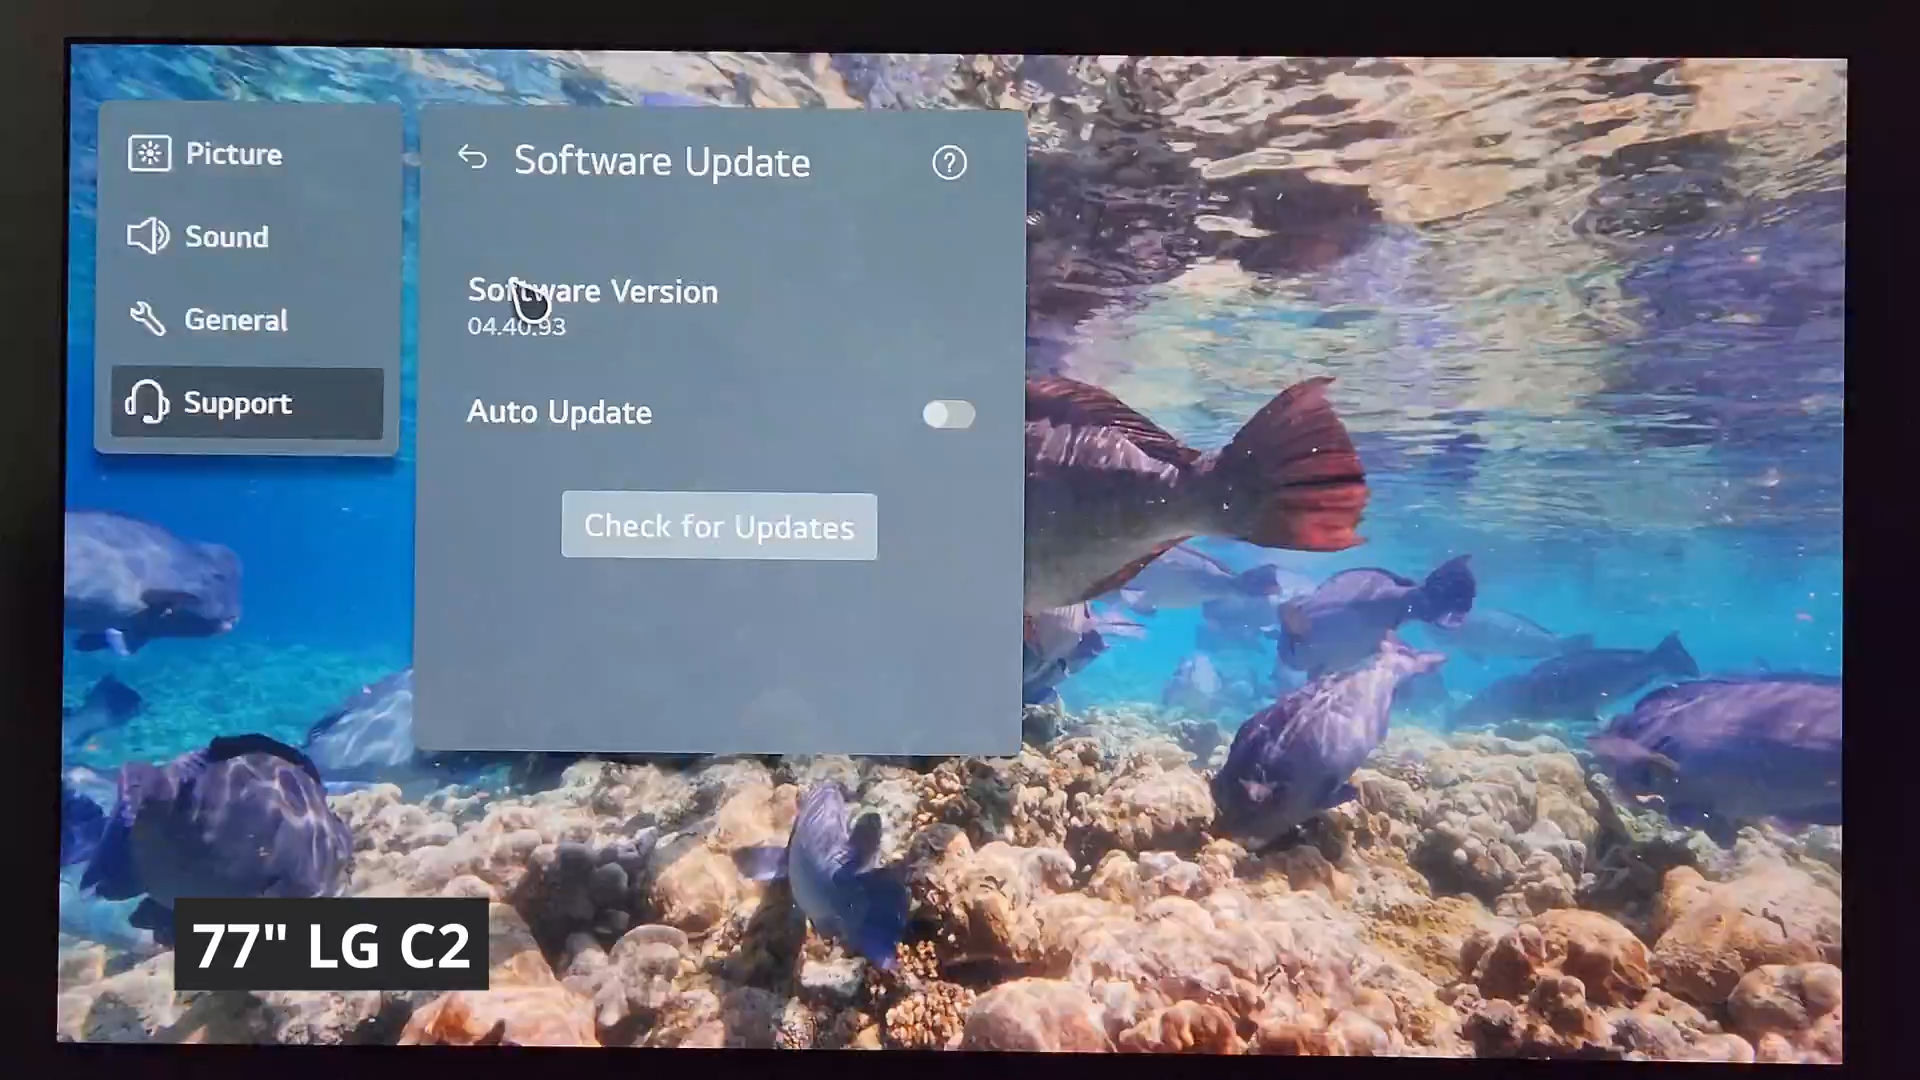 Picture
Sound
General
Support
Software Update
?
Software Version
04.40.93
Auto Update
Check for Updates
77" LG C2